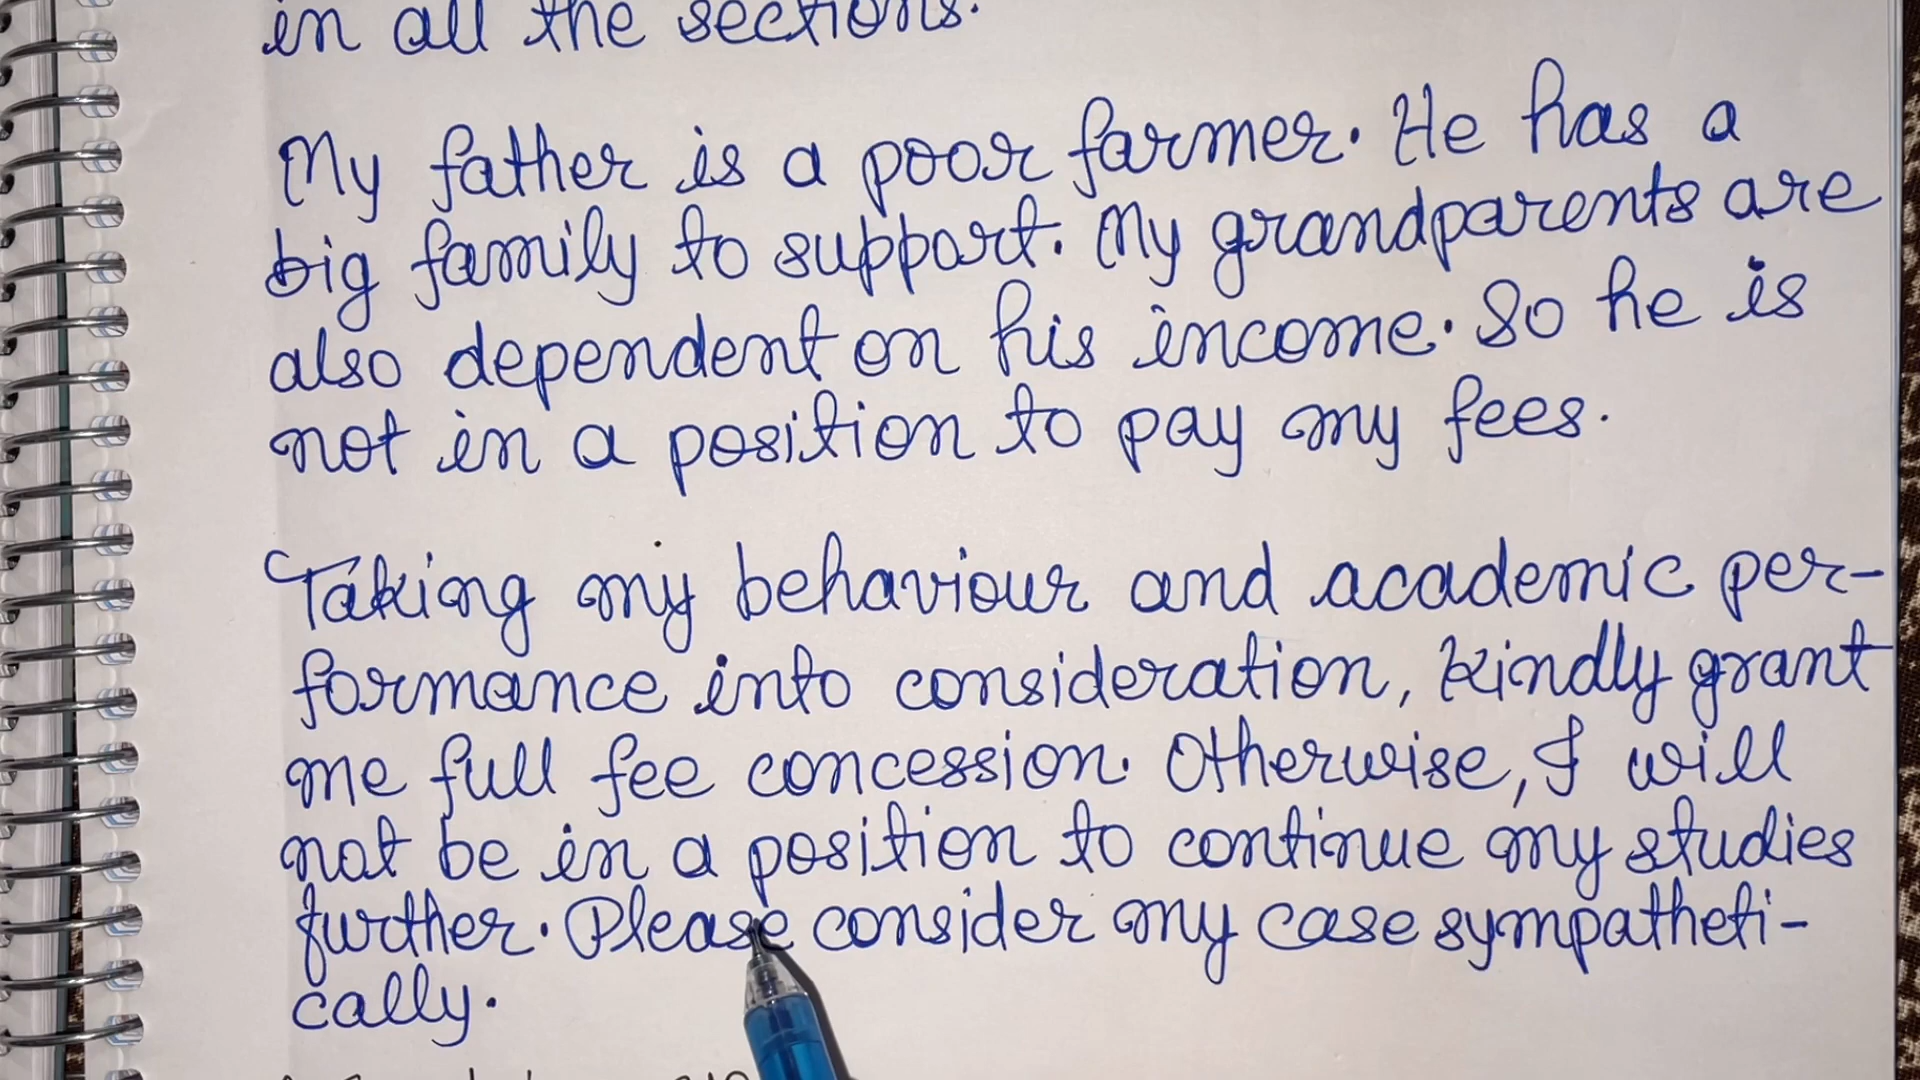 in all the sections.
My father is a poor farmer. He has a
big family to support. My grandparents are
also dependent on his income. So he is
not in a position to pay my fees.
Taking my behaviour and academic per-
formance into consideration, kindly grant
me full fee concession. Otherwise, I will
not be in a position to continue my studies
further. Please consider my case sympatheti-
cally.